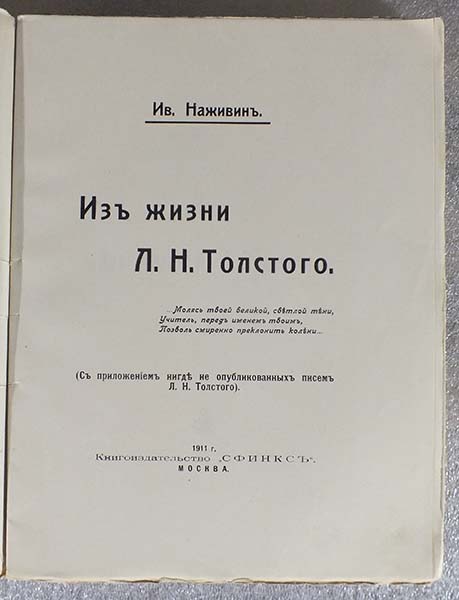 Ив. Наживинъ.
Изъ жизни
Л. Н. Толстого.
...Молясь твоей великой, свѣтлой тѣни,
Учитель, передъ именемъ твоимъ,
Позволь смиренно преклонить колѣни...
(Съ приложеніемъ нигдѣ не опубликованныхъ писемъ
Л. Н. Толстого).
1911 г.
Книгоиздательство „СФИНКСЪ“.
МОСКВА.